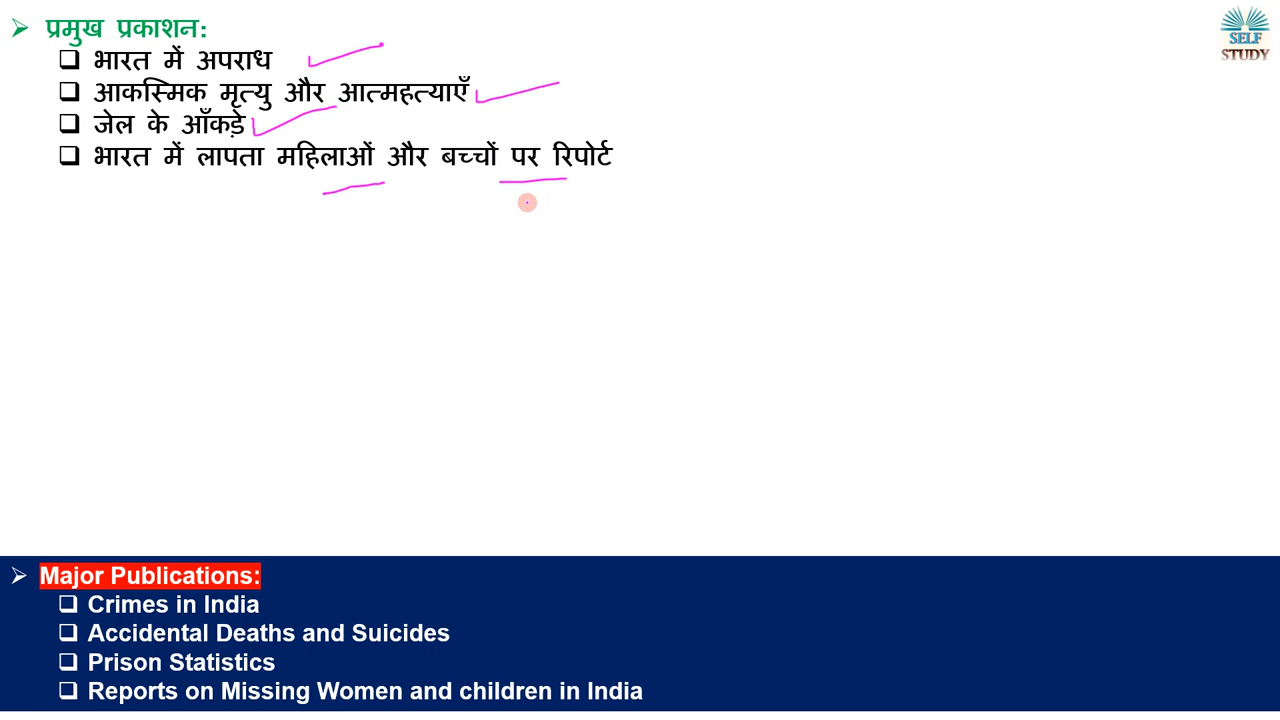 प्रमुख प्रकाशन:
भारत में अपराध
आकस्मिक मृत्यु और आत्महत्याएँ
जेल के आँकड़े
भारत में लापता महिलाओं और बच्चों पर रिपोर्ट
SELF
STUDY
Major Publications:
Crimes in India
Accidental Deaths and Suicides
Prison Statistics
Reports on Missing Women and children in India